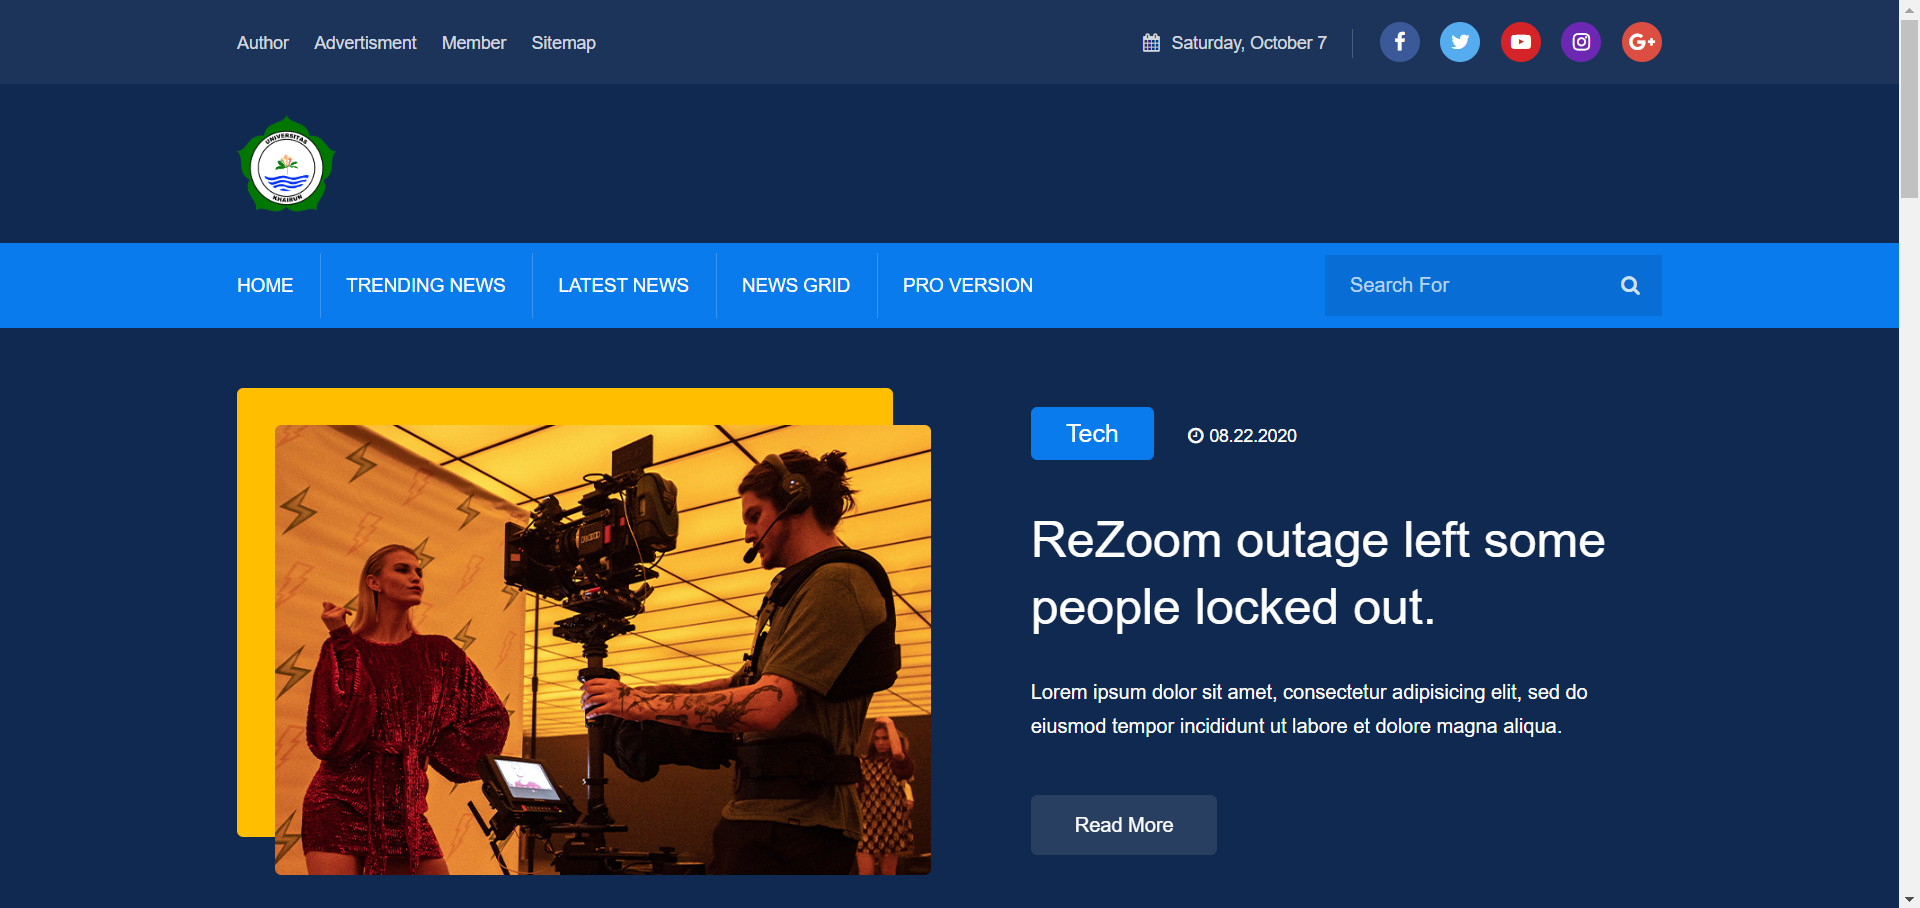 Author Advertisment Member Sitemap Saturday, October 7
UNIVERSITAS
KHAIRUN
HOME TRENDING NEWS LATEST NEWS NEWS GRID PRO VERSION Search For
Tech 08.22.2020
ReZoom outage left some
people locked out.
Lorem ipsum dolor sit amet, consectetur adipisicing elit, sed do
eiusmod tempor incididunt ut labore et dolore magna aliqua.
Read More
RED